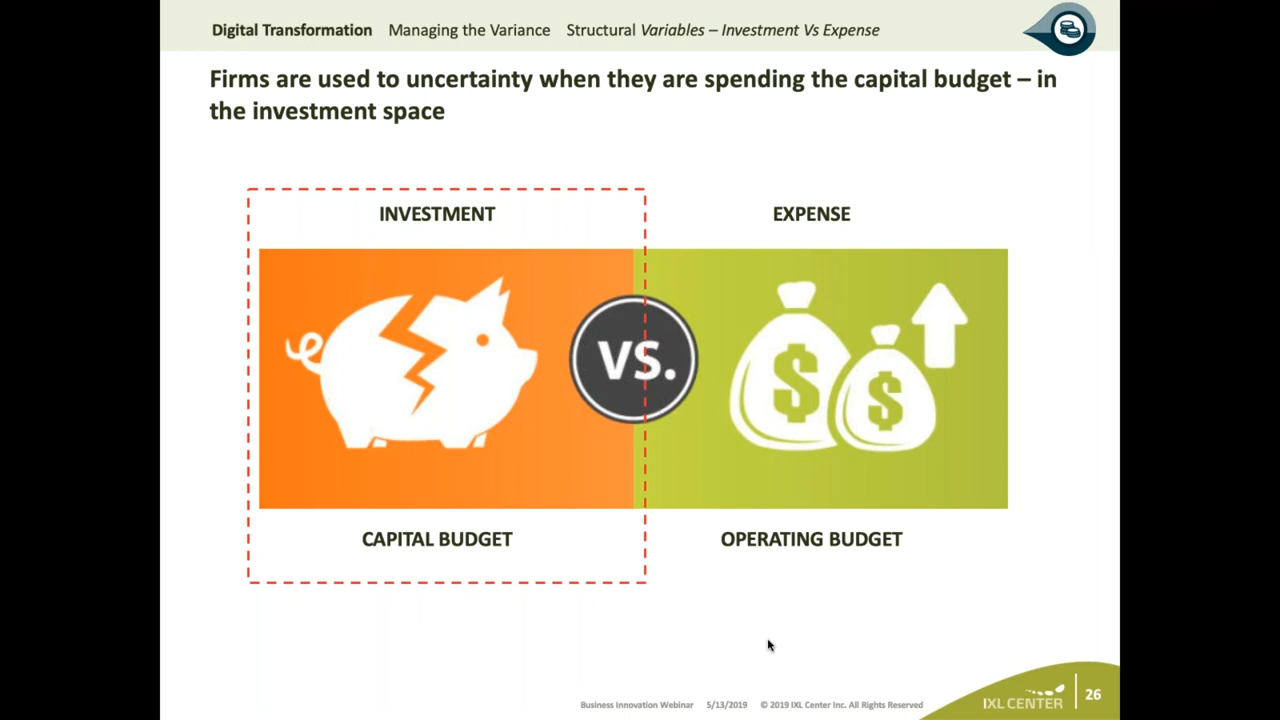 Digital Transformation Managing the Variance Structural Variables – Investment Vs Expense
Firms are used to uncertainty when they are spending the capital budget – in
the investment space
INVESTMENT
EXPENSE
VS.
$
$
CAPITAL BUDGET
OPERATING BUDGET
Business Innovation Webinar 5/13/2019 © 2019 IXL Center Inc. All Rights Reserved
IXL CENTER
26